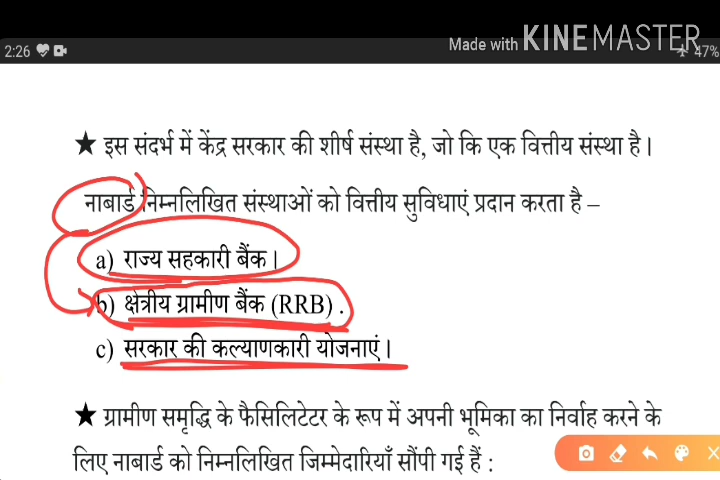 2:26
Made with KINEMASTER
47%
★ इस संदर्भ में केंद्र सरकार की शीर्ष संस्था है, जो कि एक वित्तीय संस्था है।
नाबार्ड निम्नलिखित संस्थाओं को वित्तीय सुविधाएं प्रदान करता है –
a) राज्य सहकारी बैंक।
b) क्षेत्रीय ग्रामीण बैंक (RRB) .
c) सरकार की कल्याणकारी योजनाएं।
★ ग्रामीण समृद्धि के फैसिलिटेटर के रूप में अपनी भूमिका का निर्वाह करने के
लिए नाबार्ड को निम्नलिखित जिम्मेदारियाँ सौंपी गई हैं :